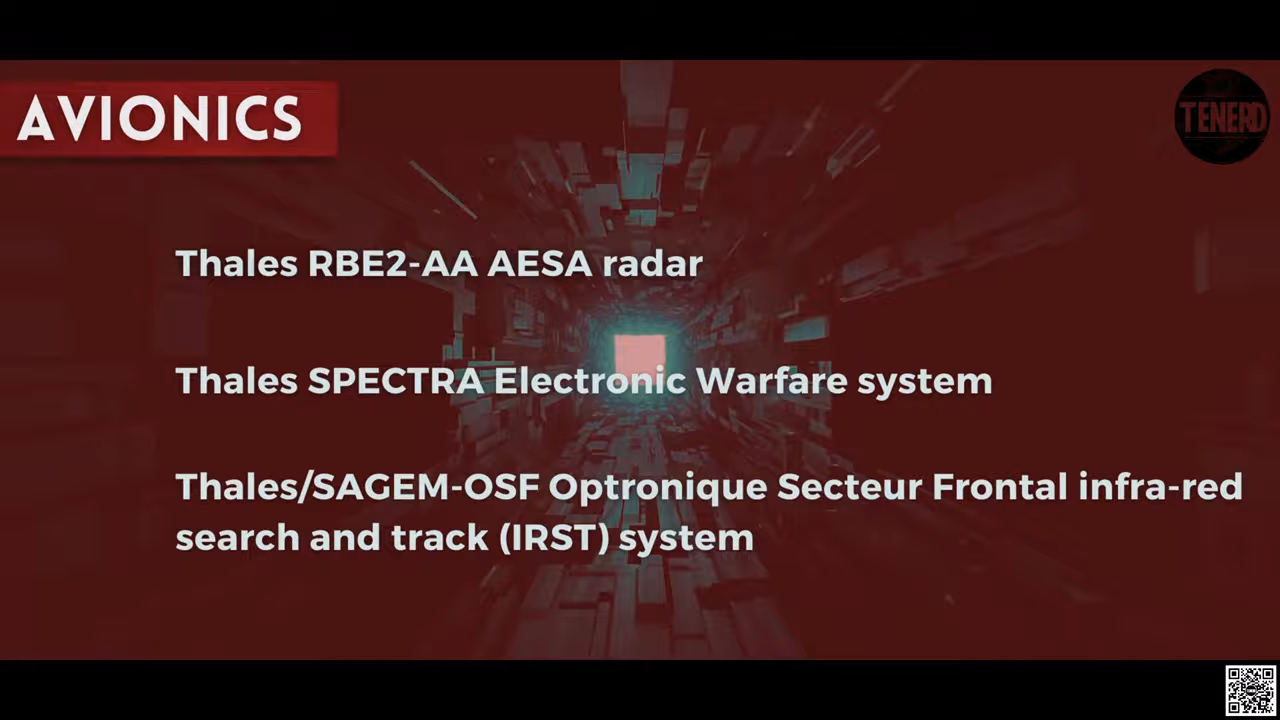 AVIONICS
TENERD
Thales RBE2-AA AESA radar
Thales SPECTRA Electronic Warfare system
Thales/SAGEM-OSF Optronique Secteur Frontal infra-red
search and track (IRST) system